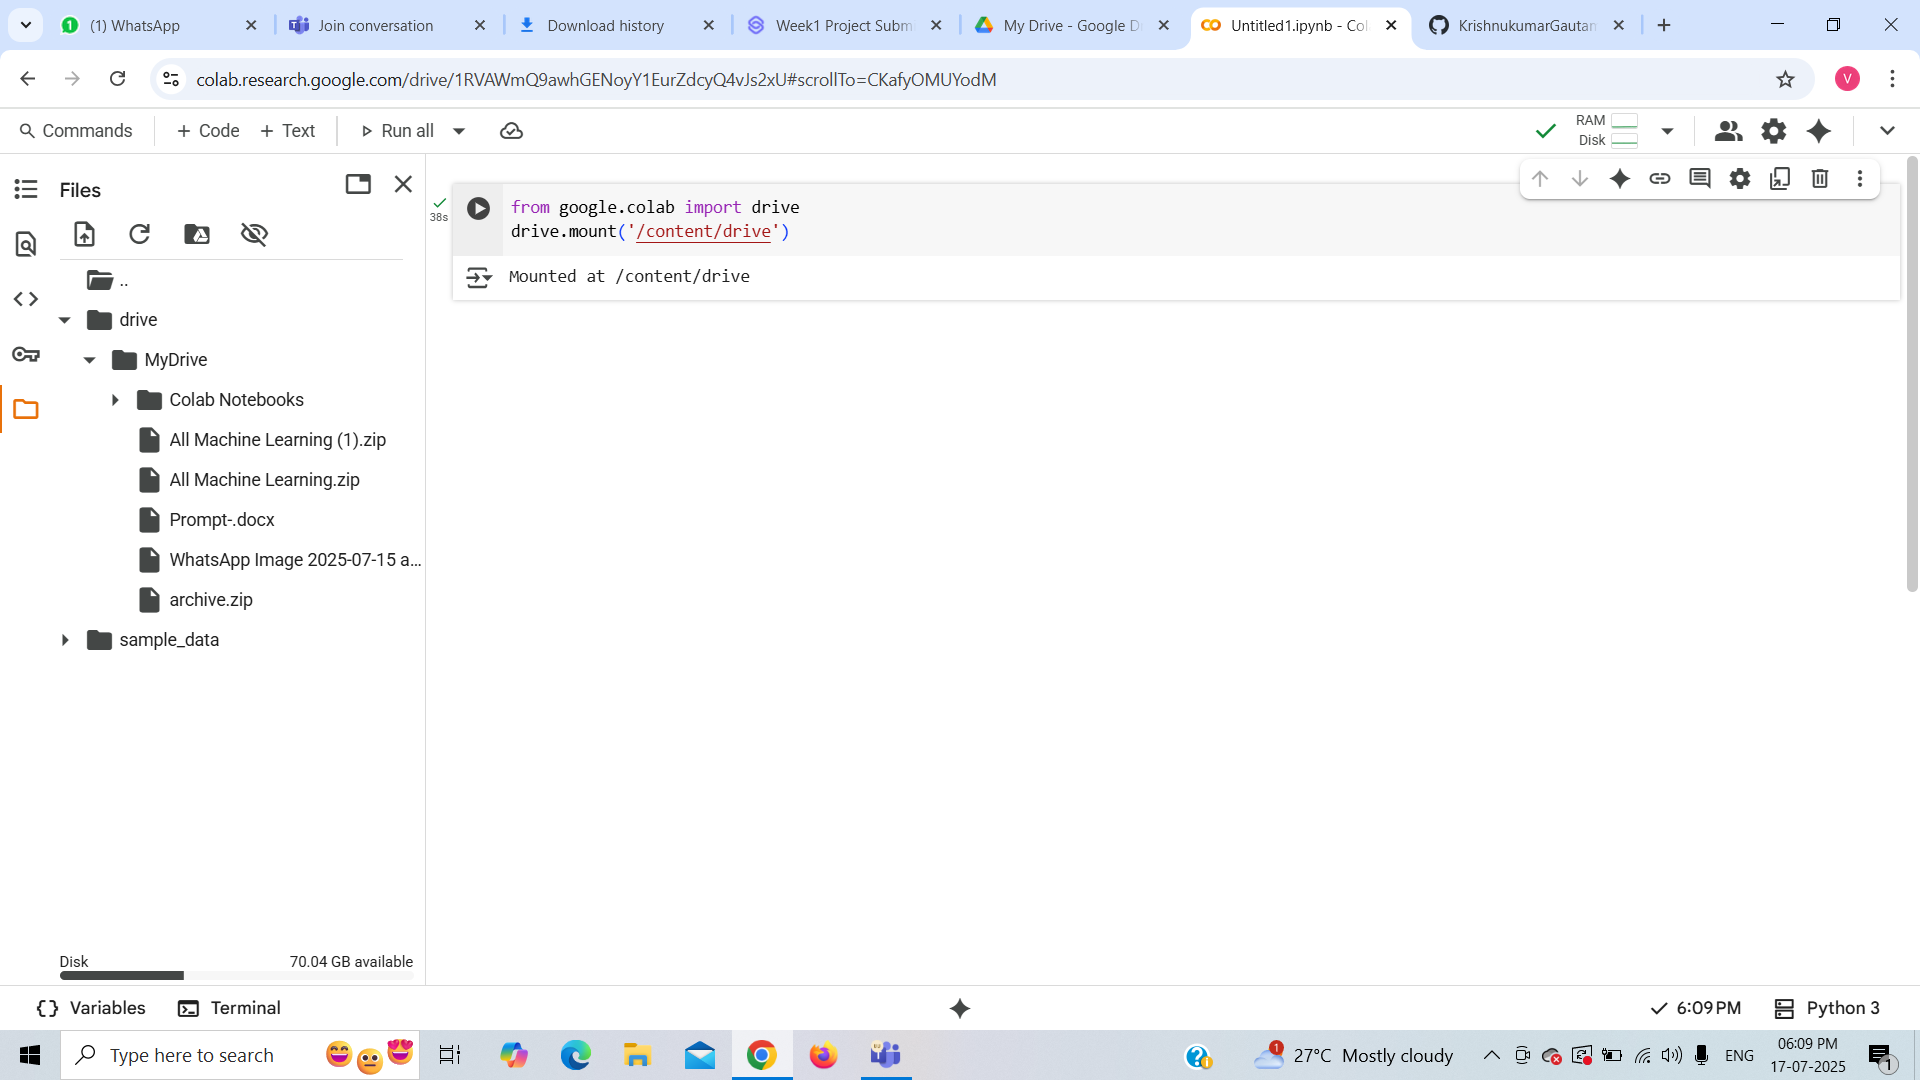 (1) WhatsApp
Join conversation
Download history
Week1 Project Subm
My Drive - Google D
Untitled1.ipynb - Col
KrishnukumarGautam
colab.research.google.com/drive/1RVAWmQ9awhGENoyY1EurZdcyQ4vJs2xU#scrollTo=CKafyOMUYodM
V
Commands
+ Code
+ Text
Run all
RAM
Disk
Files
..
drive
MyDrive
Colab Notebooks
All Machine Learning (1).zip
All Machine Learning.zip
Prompt-.docx
WhatsApp Image 2025-07-15 a...
archive.zip
sample_data
Disk
70.04 GB available
38s
from google.colab import drive
drive.mount('/content/drive')
Mounted at /content/drive
Variables
Terminal
6:09 PM
Python 3
Type here to search
1
27°C Mostly cloudy
ENG
06:09 PM
17-07-2025
1